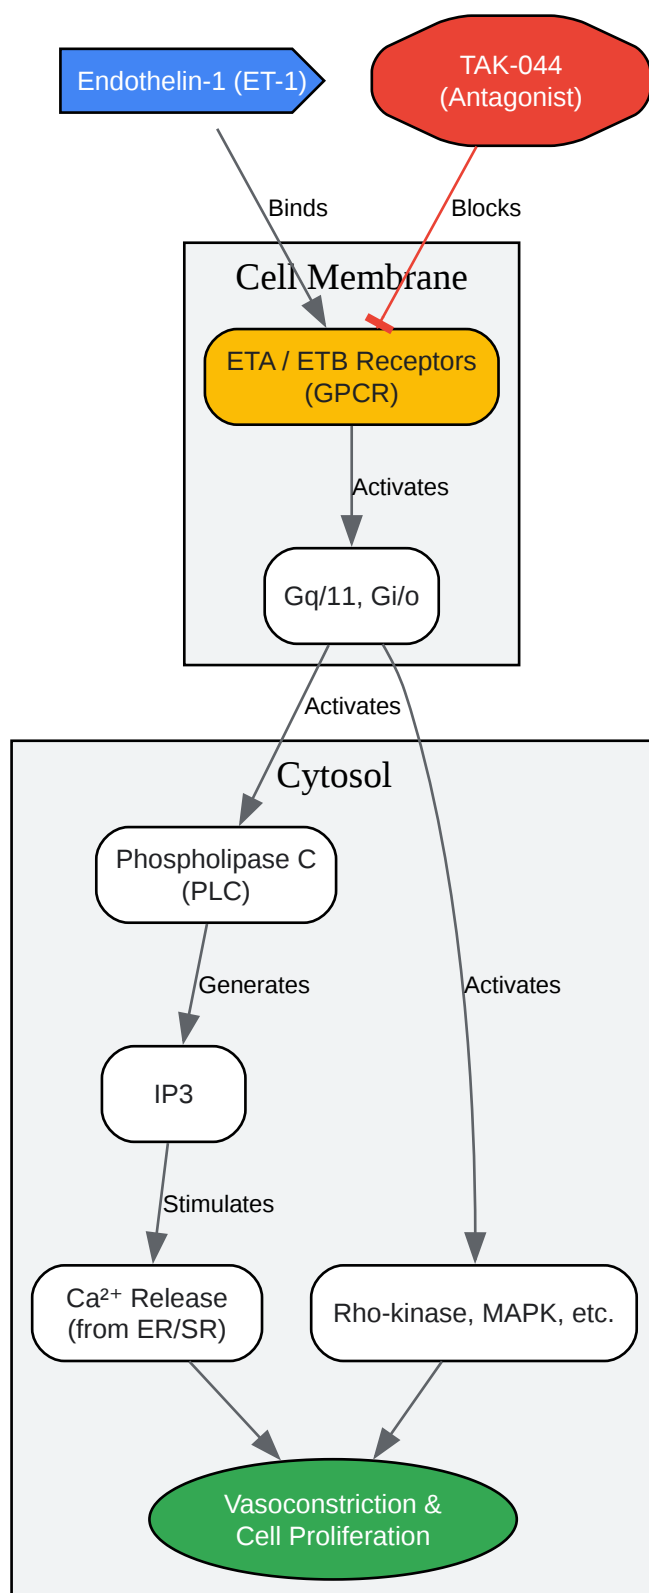 Endothelin-1 (ET-1)
TAK-044
(Antagonist)
Binds
Blocks
Cell Membrane
ETA / ETB Receptors
(GPCR)
Activates
Gq/11, Gi/o
Activates
Cytosol
Phospholipase C
(PLC)
Generates
Activates
IP3
Stimulates
Ca²⁺ Release
(from ER/SR)
Rho-kinase, MAPK, etc.
Vasoconstriction &
Cell Proliferation